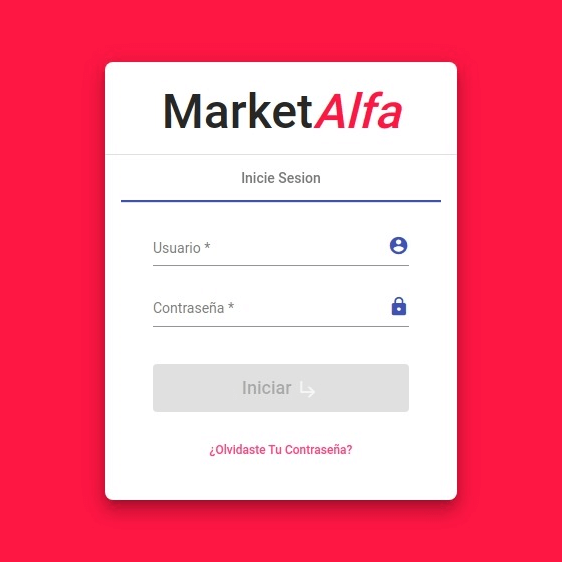 MarketAlfa
Inicie Sesion
Usuario *
Contraseña *
Iniciar
¿Olvidaste Tu Contraseña?